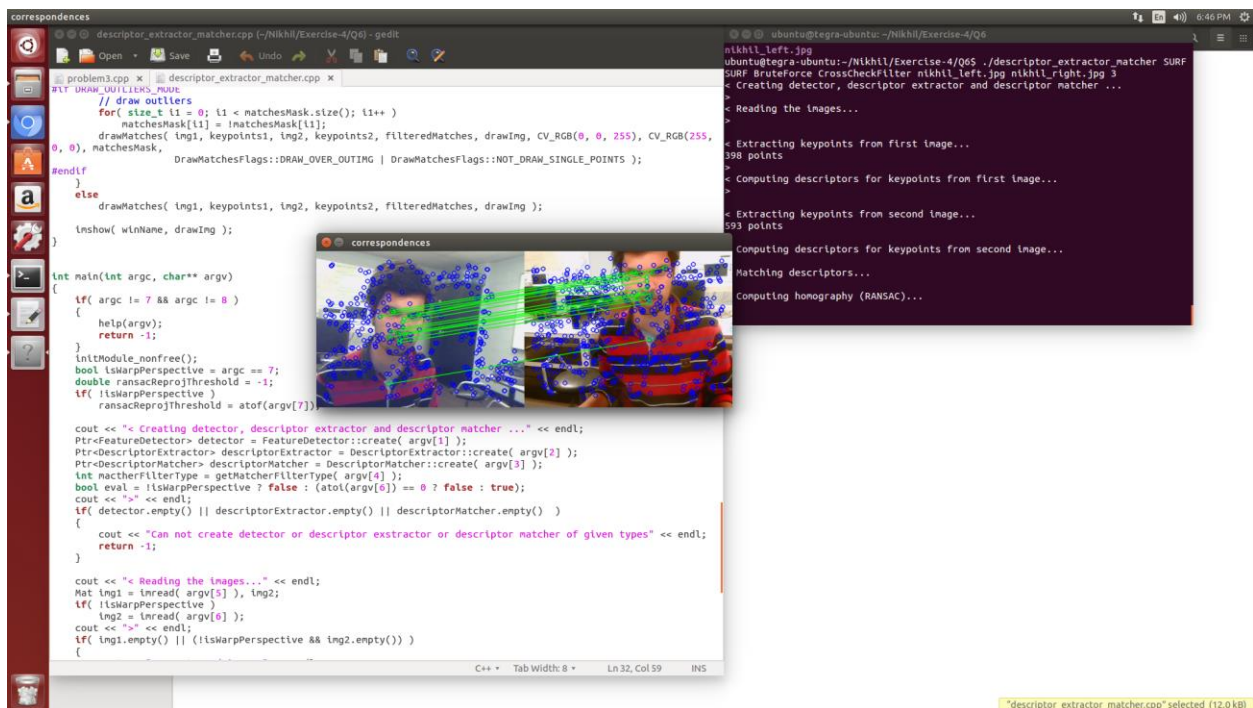 correspondences
En 6:46 PM
descriptor_extractor_matcher.cpp (~/Nikhil/Exercise-4/Q6) - gedit
Open Save Undo
problem3.cpp × descriptor_extractor_matcher.cpp ×
#if DRAW_OUTLIERS_MODE
// draw outliers
for( size_t i1 = 0; i1 < matchesMask.size(); i1++ )
matchesMask[i1] = !matchesMask[i1];
drawMatches( img1, keypoints1, img2, keypoints2, filteredMatches, drawImg, CV_RGB(0, 0, 255), CV_RGB(255,
0, 0), matchesMask,
DrawMatchesFlags::DRAW_OVER_OUTIMG | DrawMatchesFlags::NOT_DRAW_SINGLE_POINTS );
#endif
}
else
drawMatches( img1, keypoints1, img2, keypoints2, filteredMatches, drawImg );
imshow( winName, drawImg );
}
int main(int argc, char** argv)
{
if( argc != 7 && argc != 8 )
{
help(argv);
return -1;
}
initModule_nonfree();
bool isWarpPerspective = argc == 7;
double ransacReprojThreshold = -1;
if( !isWarpPerspective )
ransacReprojThreshold = atof(argv[7])
cout << "< Creating detector, descriptor extractor and descriptor matcher ..." << endl;
Ptr<FeatureDetector> detector = FeatureDetector::create( argv[1] );
Ptr<DescriptorExtractor> descriptorExtractor = DescriptorExtractor::create( argv[2] );
Ptr<DescriptorMatcher> descriptorMatcher = DescriptorMatcher::create( argv[3] );
int mactherFilterType = getMatcherFilterType( argv[4] );
bool eval = !isWarpPerspective ? false : (atoi(argv[6]) == 0 ? false : true);
cout << ">" << endl;
if( detector.empty() || descriptorExtractor.empty() || descriptorMatcher.empty() )
{
cout << "Can not create detector or descriptor exstractor or descriptor matcher of given types" << endl;
return -1;
}
cout << "< Reading the images..." << endl;
Mat img1 = imread( argv[5] ), img2;
if( !isWarpPerspective )
img2 = imread( argv[6] );
cout << ">" << endl;
if( img1.empty() || (!isWarpPerspective && img2.empty()) )
{
C++ Tab Width: 8 Ln 32, Col 59 INS
correspondences
ubuntu@tegra-ubuntu: ~/Nikhil/Exercise-4/Q6
nikhil_left.jpg
ubuntu@tegra-ubuntu:~/Nikhil/Exercise-4/Q6$ ./descriptor_extractor_matcher SURF
SURF BruteForce CrossCheckFilter nikhil_left.jpg nikhil_right.jpg 3
< Creating detector, descriptor extractor and descriptor matcher ...
>
< Reading the images...
>
< Extracting keypoints from first image...
398 points
>
< Computing descriptors for keypoints from first image...
>
< Extracting keypoints from second image...
593 points
Computing descriptors for keypoints from second image...
Matching descriptors...
Computing homography (RANSAC)...
"descriptor_extractor_matcher.cpp" selected (12.0 kB)